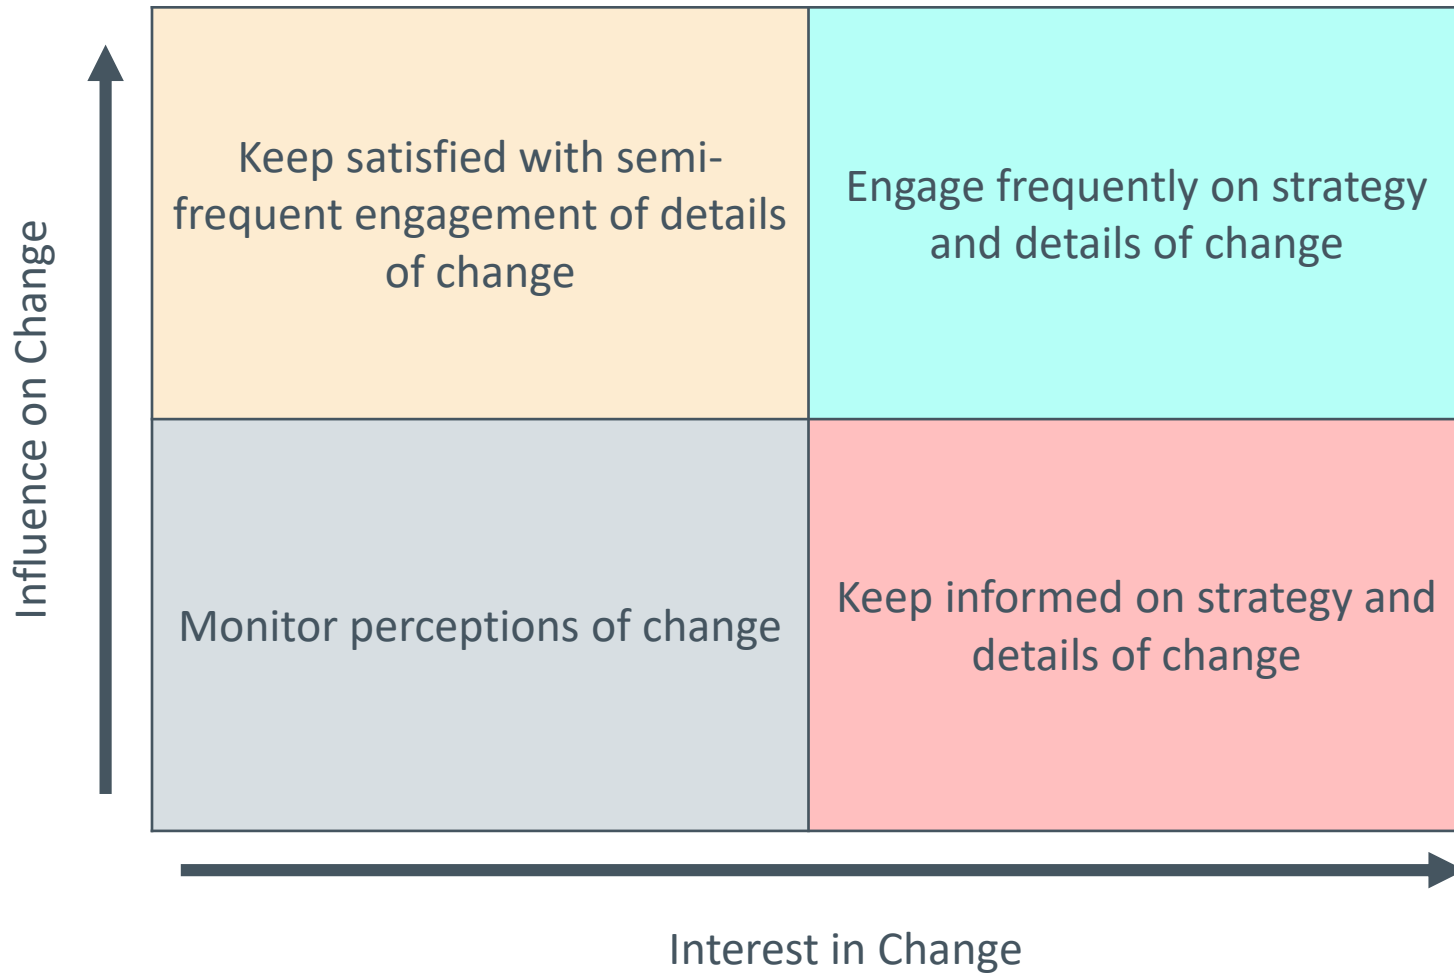 Influence on Change
Keep satisfied with semi-
frequent engagement of details
of change
Engage frequently on strategy
and details of change
Monitor perceptions of change
Keep informed on strategy and
details of change
Interest in Change